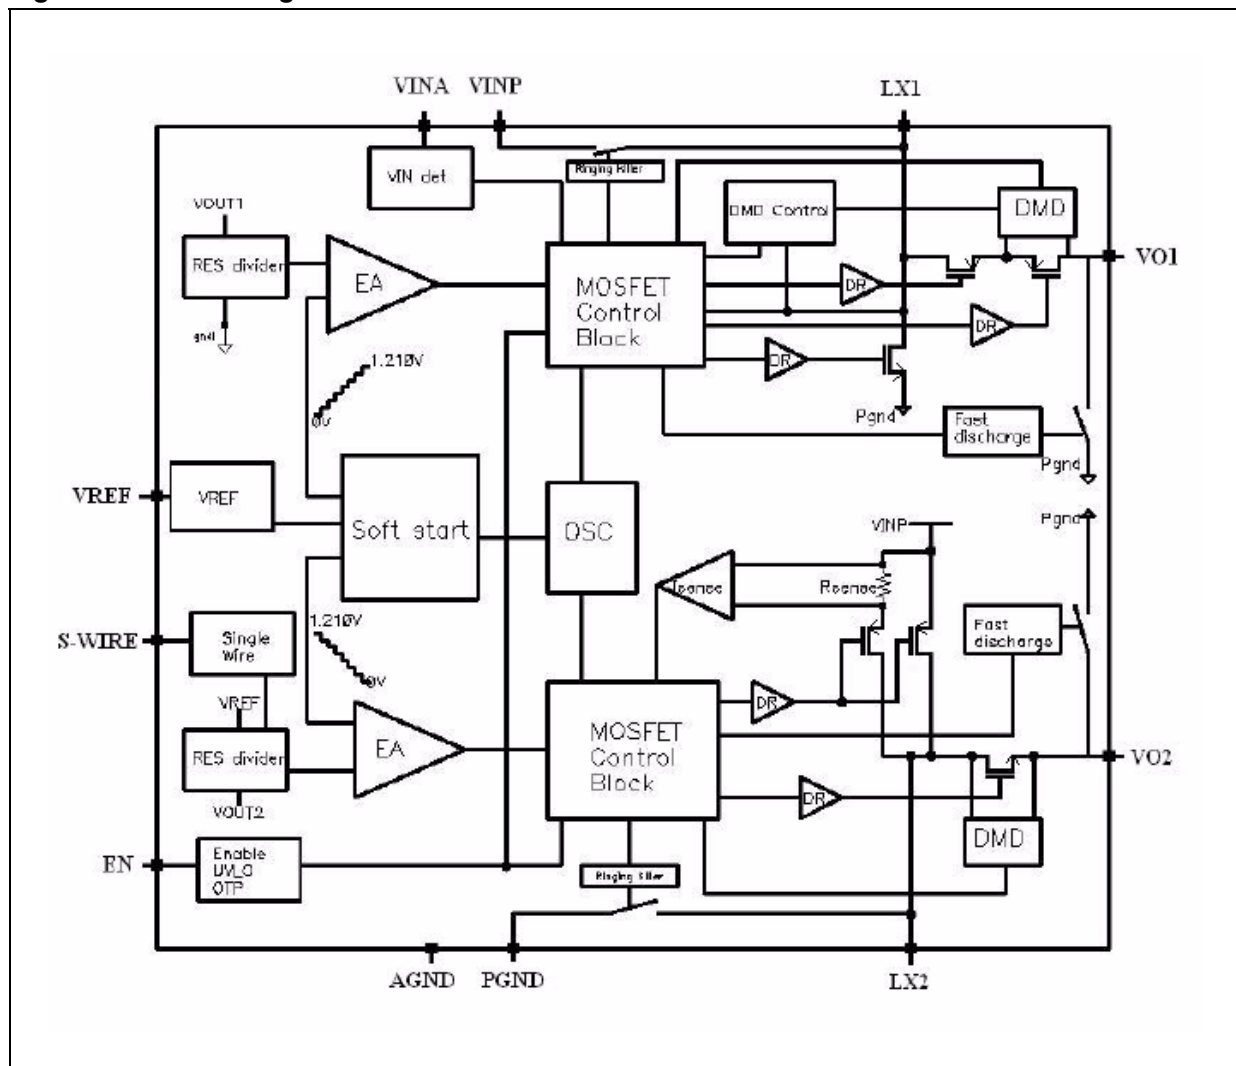 VINA VINP LX1
VIN det
Ringing Killer
DMD Control
DMD
VOUT1
RES divider
gnd
EA
MOSFET
Control
Block
DR
DR
DR
VO1
1.210V
0V
Pgnd
Fast
discharge
Pgnd
VREF
VREF
Soft start
OSC
VINP
Pgnd
Isense
Rsense
S-WIRE
Single
Wire
1.210V
0V
Fast
discharge
VREF
RES divider
VOUT2
EA
MOSFET
Control
Block
DR
DR
VO2
DMD
EN
Enable
UVLO
OTP
Ringing Killer
AGND PGND LX2